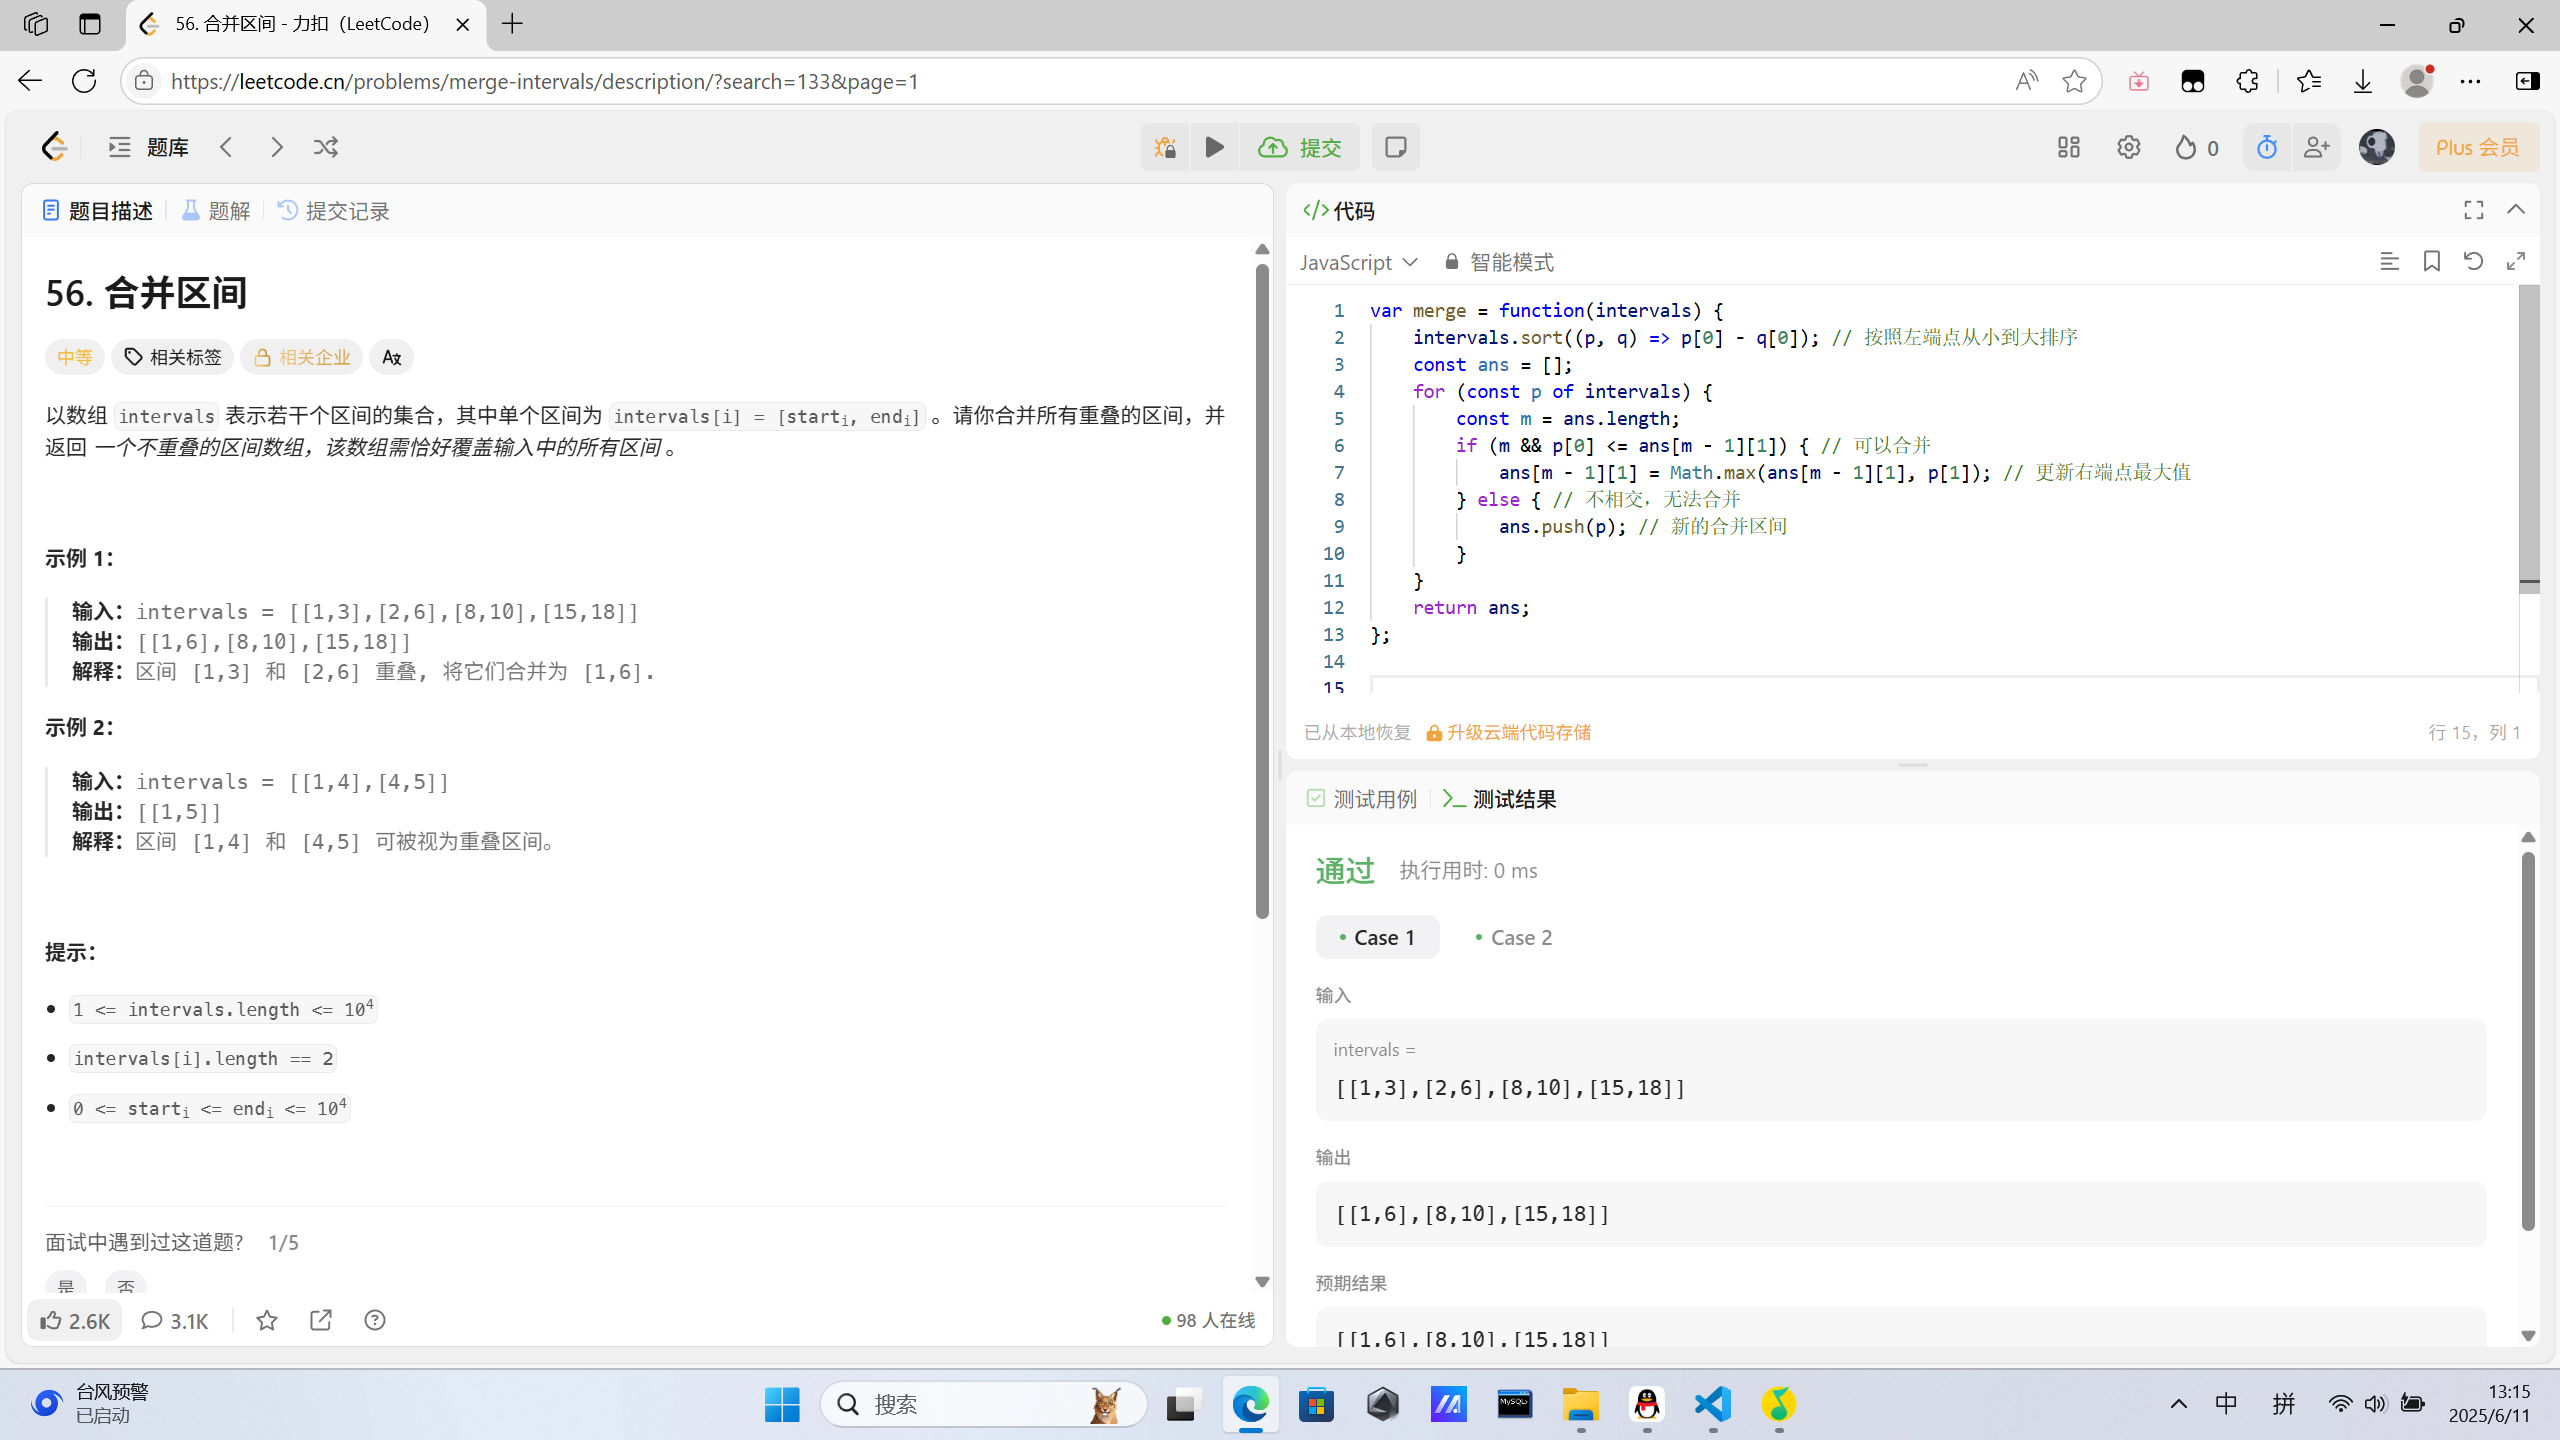 56. 合并区间 - 力扣（LeetCode）
https://leetcode.cn/problems/merge-intervals/description/?search=133&page=1
题库
提交
0
Plus 会员
题目描述
题解
提交记录
56. 合并区间
中等
相关标签
相关企业
以数组 intervals 表示若干个区间的集合，其中单个区间为 intervals[i] = [starti, endi] 。请你合并所有重叠的区间，并
返回 一个不重叠的区间数组，该数组需恰好覆盖输入中的所有区间 。
示例 1：
输入：intervals = [[1,3],[2,6],[8,10],[15,18]]
输出：[[1,6],[8,10],[15,18]]
解释：区间 [1,3] 和 [2,6] 重叠, 将它们合并为 [1,6].
示例 2：
输入：intervals = [[1,4],[4,5]]
输出：[[1,5]]
解释：区间 [1,4] 和 [4,5] 可被视为重叠区间。
提示：
1 <= intervals.length <= 10^4
intervals[i].length == 2
0 <= starti <= endi <= 10^4
面试中遇到过这道题? 1/5
是
否
2.6K
3.1K
98 人在线
代码
JavaScript
智能模式
1 var merge = function(intervals) {
2     intervals.sort((p, q) => p[0] - q[0]); // 按照左端点从小到大排序
3     const ans = [];
4     for (const p of intervals) {
5         const m = ans.length;
6         if (m && p[0] <= ans[m - 1][1]) { // 可以合并
7             ans[m - 1][1] = Math.max(ans[m - 1][1], p[1]); // 更新右端点最大值
8         } else { // 不相交，无法合并
9             ans.push(p); // 新的合并区间
10         }
11     }
12     return ans;
13 };
14
15
已从本地恢复
升级云端代码存储
行 15，列 1
测试用例
测试结果
通过
执行用时: 0 ms
Case 1
Case 2
输入
intervals =
[[1,3],[2,6],[8,10],[15,18]]
输出
[[1,6],[8,10],[15,18]]
预期结果
[[1,6],[8,10],[15,18]]
台风预警
已启动
搜索
MySQL
中
拼
13:15
2025/6/11